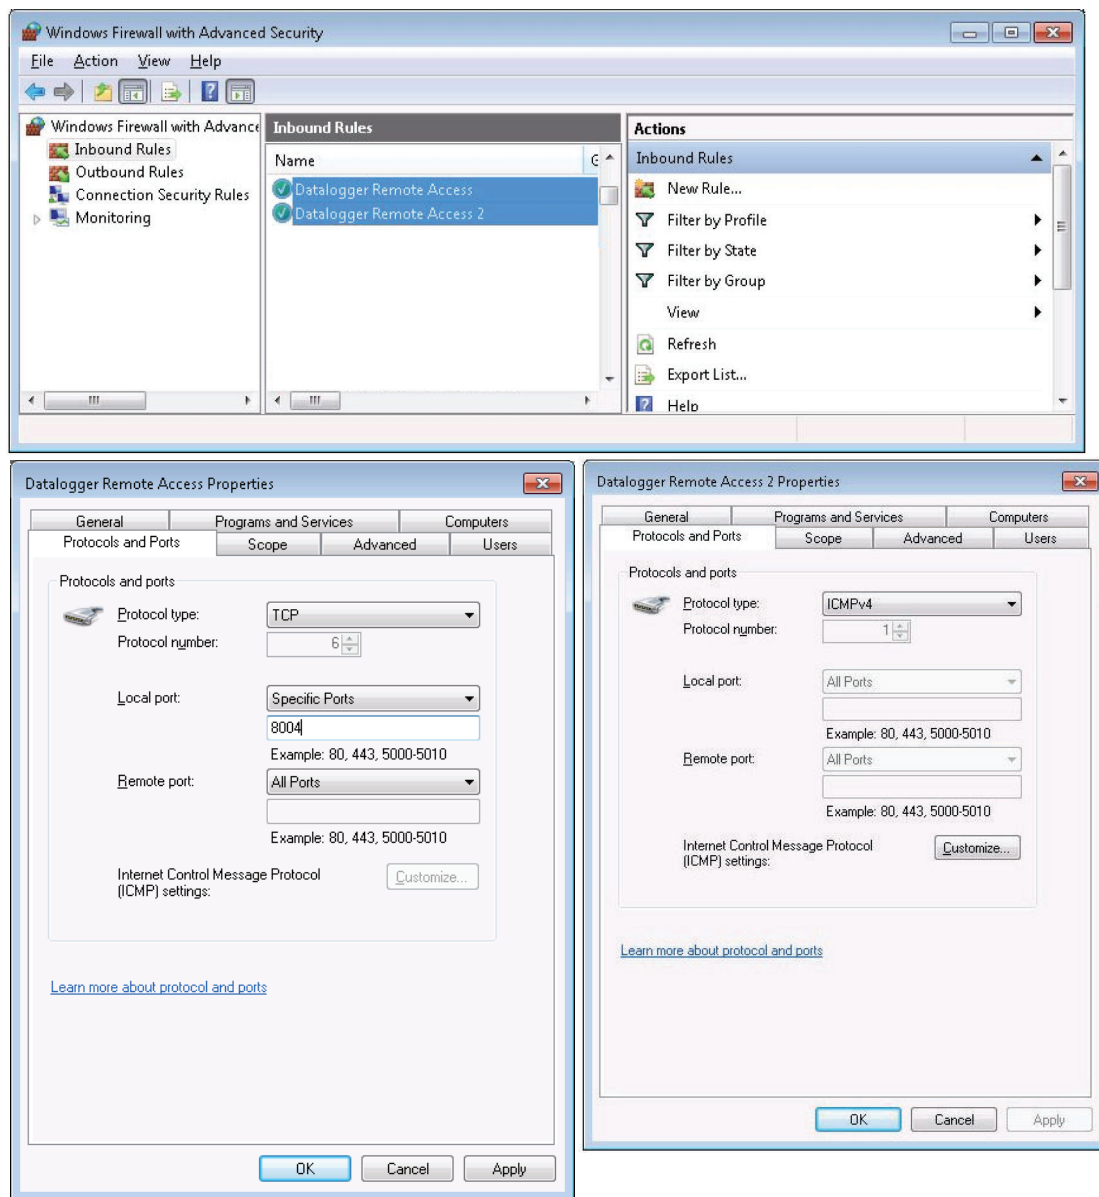 Windows Firewall with Advanced Security
File Action View Help
Windows Firewall with Advance
Inbound Rules
Outbound Rules
Connection Security Rules
Monitoring
Inbound Rules
Name
Datalogger Remote Access
Datalogger Remote Access 2
Actions
Inbound Rules
New Rule...
Filter by Profile
Filter by State
Filter by Group
View
Refresh
Export List...
Help
Datalogger Remote Access Properties
General Programs and Services Computers
Protocols and Ports Scope Advanced Users
Protocols and ports
Protocol type: TCP
Protocol number: 6
Local port: Specific Ports
8004
Example: 80, 443, 5000-5010
Remote port: All Ports
Example: 80, 443, 5000-5010
Internet Control Message Protocol
(ICMP) settings:
Customize...
Learn more about protocol and ports
OK Cancel Apply
Datalogger Remote Access 2 Properties
General Programs and Services Computers
Protocols and Ports Scope Advanced Users
Protocols and ports
Protocol type: ICMPv4
Protocol number: 1
Local port: All Ports
Example: 80, 443, 5000-5010
Remote port: All Ports
Example: 80, 443, 5000-5010
Internet Control Message Protocol
(ICMP) settings:
Customize...
Learn more about protocol and ports
OK Cancel Apply